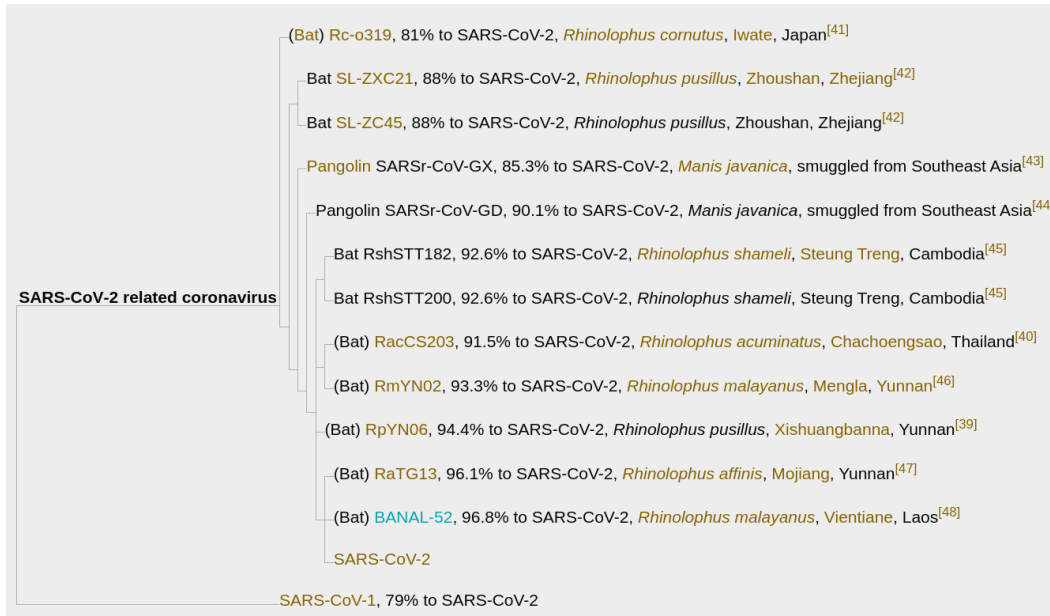 (Bat) Rc-o319, 81% to SARS-CoV-2, Rhinolophus cornutus, Iwate, Japan[41]
Bat SL-ZXC21, 88% to SARS-CoV-2, Rhinolophus pusillus, Zhoushan, Zhejiang[42]
Bat SL-ZC45, 88% to SARS-CoV-2, Rhinolophus pusillus, Zhoushan, Zhejiang[42]
Pangolin SARSr-CoV-GX, 85.3% to SARS-CoV-2, Manis javanica, smuggled from Southeast Asia[43]
Pangolin SARSr-CoV-GD, 90.1% to SARS-CoV-2, Manis javanica, smuggled from Southeast Asia[44
Bat RshSTT182, 92.6% to SARS-CoV-2, Rhinolophus shameli, Steung Treng, Cambodia[45]
SARS-CoV-2 related coronavirus
Bat RshSTT200, 92.6% to SARS-CoV-2, Rhinolophus shameli, Steung Treng, Cambodia[45]
(Bat) RacCS203, 91.5% to SARS-CoV-2, Rhinolophus acuminatus, Chachoengsao, Thailand[40]
(Bat) RmYN02, 93.3% to SARS-CoV-2, Rhinolophus malayanus, Mengla, Yunnan[46]
(Bat) RpYN06, 94.4% to SARS-CoV-2, Rhinolophus pusillus, Xishuangbanna, Yunnan[39]
(Bat) RaTG13, 96.1% to SARS-CoV-2, Rhinolophus affinis, Mojiang, Yunnan[47]
(Bat) BANAL-52, 96.8% to SARS-CoV-2, Rhinolophus malayanus, Vientiane, Laos[48]
SARS-CoV-2
SARS-CoV-1, 79% to SARS-CoV-2